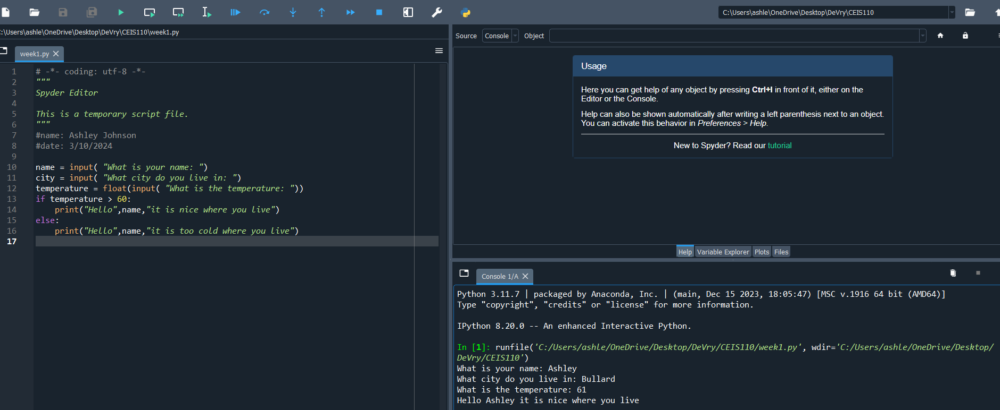 C:\Users\ashle\OneDrive\Desktop\DeVry\CEIS110
:\Users\ashle\OneDrive\Desktop\DeVry\CEIS110\week1.py
week1.py
1 # -*- coding: utf-8 -*-
2 """
3 Spyder Editor
4
5 This is a temporary script file.
6 """
7 #name: Ashley Johnson
8 #date: 3/10/2024
9
10 name = input( "What is your name: ")
11 city = input( "What city do you live in: ")
12 temperature = float(input( "What is the temperature: "))
13 if temperature > 60:
14     print("Hello",name,"it is nice where you live")
15 else:
16     print("Hello",name,"it is too cold where you live")
17
Source Console Object
Usage
Here you can get help of any object by pressing Ctrl+I in front of it, either on the
Editor or the Console.
Help can also be shown automatically after writing a left parenthesis next to an object.
You can activate this behavior in Preferences > Help.
New to Spyder? Read our tutorial
Help Variable Explorer Plots Files
Console 1/A
Python 3.11.7 | packaged by Anaconda, Inc. | (main, Dec 15 2023, 18:05:47) [MSC v.1916 64 bit (AMD64)]
Type "copyright", "credits" or "license" for more information.
IPython 8.20.0 -- An enhanced Interactive Python.
In [1]: runfile('C:/Users/ashle/OneDrive/Desktop/DeVry/CEIS110/week1.py', wdir='C:/Users/ashle/OneDrive/Desktop/
DeVry/CEIS110')
What is your name: Ashley
What city do you live in: Bullard
What is the temperature: 61
Hello Ashley it is nice where you live